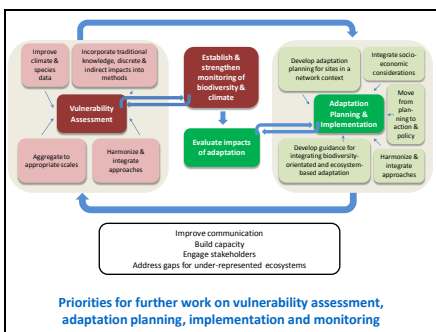 Improve
climate &
species
data
Incorporate traditional
knowledge, discrete &
indirect impacts into
methods
Vulnerability
Assessment
Aggregate to
appropriate scales
Harmonize &
integrate
approaches
Establish &
strengthen
monitoring of
biodiversity &
climate
Evaluate impacts
of adaptation
Develop adaptation
planning for sites in a
network context
Integrate socio-
economic
considerations
Adaptation
Planning &
Implementation
Move
from
plan-
ning to
action &
policy
Develop guidance for
integrating biodiversity-
orientated and ecosystem-
based adaptation
Harmonize &
integrate
approaches
Improve communication
Build capacity
Engage stakeholders
Address gaps for under-represented ecosystems
Priorities for further work on vulnerability assessment,
adaptation planning, implementation and monitoring